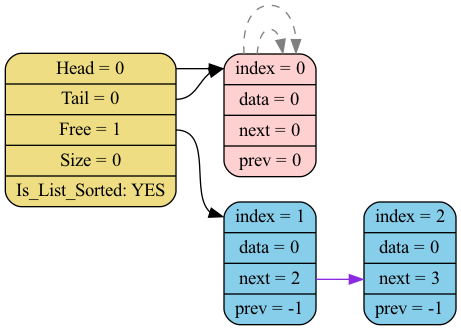 Head = 0
Tail = 0
Free = 1
Size = 0
Is_List_Sorted: YES
index = 0
data = 0
next = 0
prev = 0
index = 1
data = 0
next = 2
prev = -1
index = 2
data = 0
next = 3
prev = -1